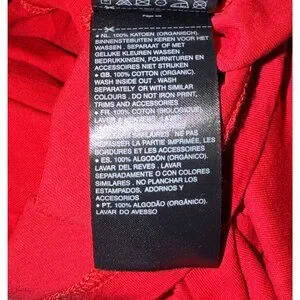 • NL. 100% KATOEN (ORGANISCH).
BINNENSTEBUITEN KEREN VOOR HET
WASSEN . SEPARAAT OF MET
GELIJKE KLEUREN WASSEN .
BEDRUKKINGEN, FOURNITUREN EN
ACCESSOIRES NIET STRIJKEN
• GB. 100% COTTON (ORGANIC).
WASH INSIDE OUT . WASH
SEPARATELY OR WITH SIMILAR
COLOURS . DO NOT IRON PRINT,
TRIMS AND ACCESSORIES
• FR. 100% COTON (BIOLOGIQUE).
SIMILAIRES . NE PAS
REPASSER LA PARTIE IMPRIMÉE, LES
BORDURES ET LES ACCESSOIRES
• ES. 100% ALGODÓN (ORGÁNICO).
LAVAR DEL REVES . LAVAR
SEPARADAMENTE O CON COLORES
SIMILARES . NO PLANCHAR
ESTAMPADOS, ADORNOS Y
ACCESORIOS
• PT. 100% ALGODÃO (ORGÂNICO).
LAVAR DO AVESSO